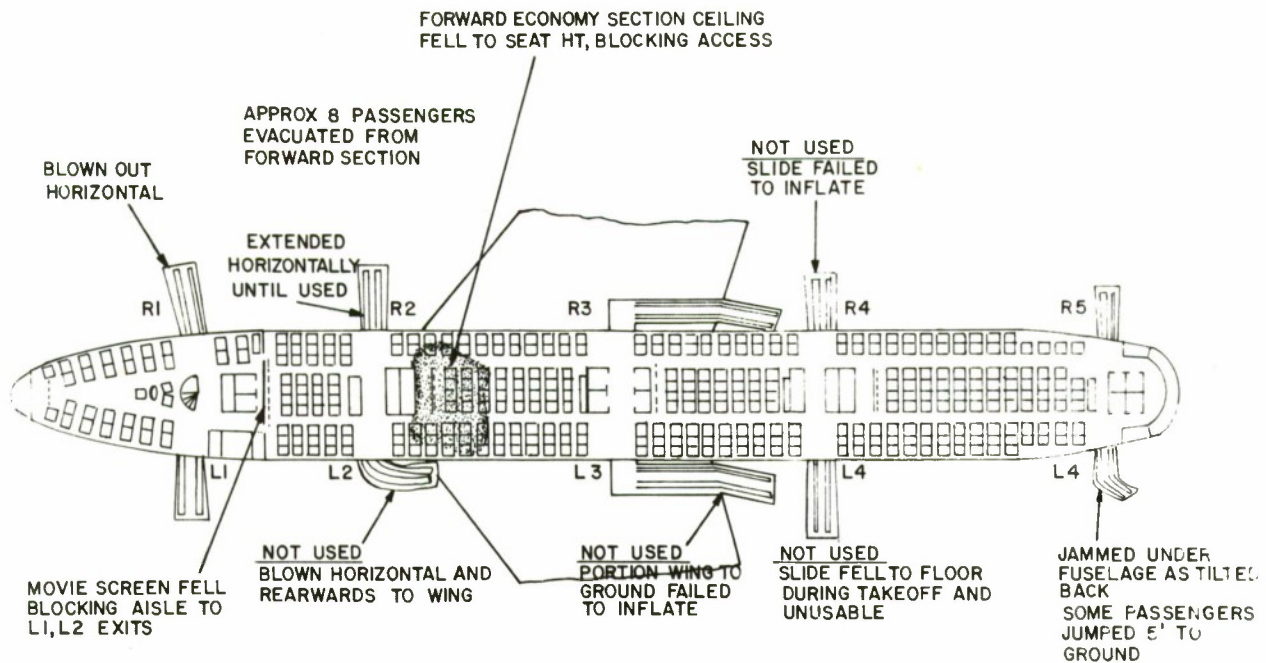 FORWARD ECONOMY SECTION CEILING
FELL TO SEAT HT, BLOCKING ACCESS
APPROX 8 PASSENGERS
EVACUATED FROM
FORWARD SECTION
BLOWN OUT
HORIZONTAL
NOT USED
SLIDE FAILED
TO INFLATE
EXTENDED
HORIZONTALLY
UNTIL USED
R1
R2
R3
R4
R5
L1
L2
L3
L4
L4
MOVIE SCREEN FELL
BLOCKING AISLE TO
L1, L2 EXITS
NOT USED
BLOWN HORIZONTAL AND
REARWARDS TO WING
NOT USED
PORTION WING TO
GROUND FAILED
TO INFLATE
NOT USED
SLIDE FELL TO FLOOR
DURING TAKEOFF AND
UNUSABLE
JAMMED UNDER
FUSELAGE AS TILTED
BACK
SOME PASSENGERS
JUMPED 5' TO
GROUND